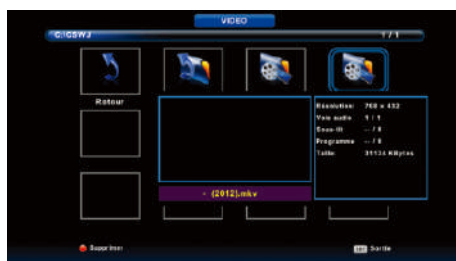 VIDEO
C:\GSWJ 1 / 1
Retour
Résolution: 768 x 432
Voie audio 1 / 1
Sous-tit -- / 0
Programme -- / 0
Taille 31134 KBytes
- (2012).mkv
Supprimer Sortie